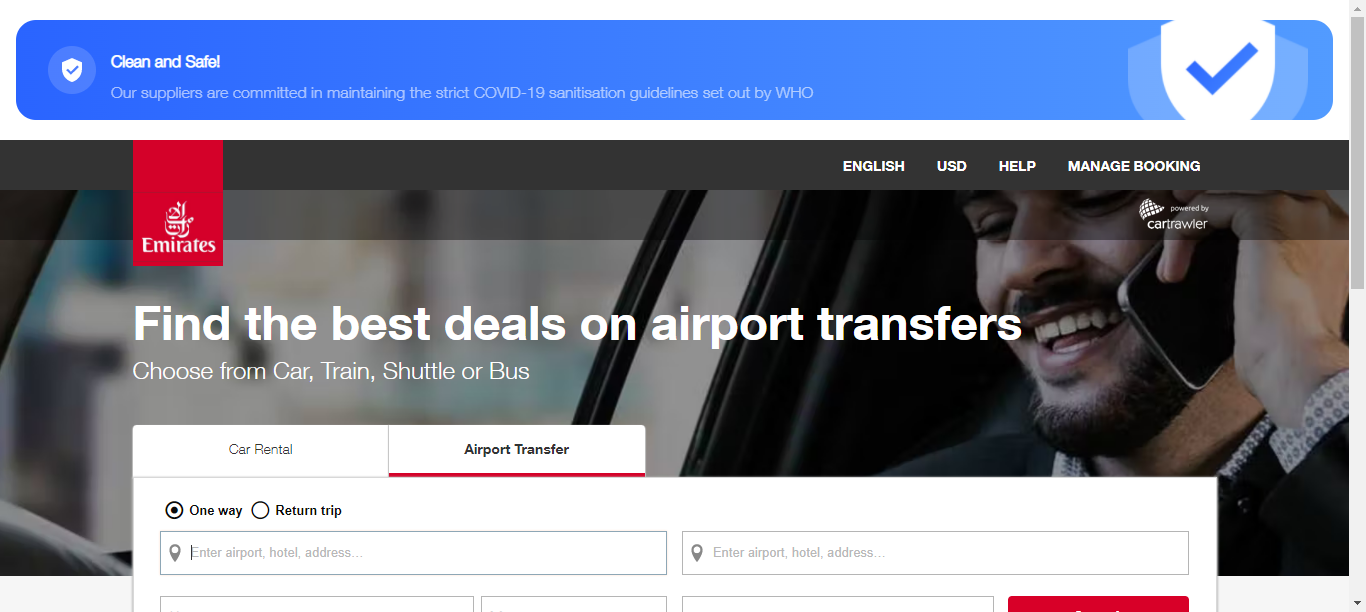 Clean and Safe!
Our suppliers are committed in maintaining the strict COVID-19 sanitisation guidelines set out by WHO
ENGLISH USD HELP MANAGE BOOKING
powered by
cartrawler
Emirates
Find the best deals on airport transfers
Choose from Car, Train, Shuttle or Bus
Car Rental Airport Transfer
One way Return trip
Enter airport, hotel, address... Enter airport, hotel, address...